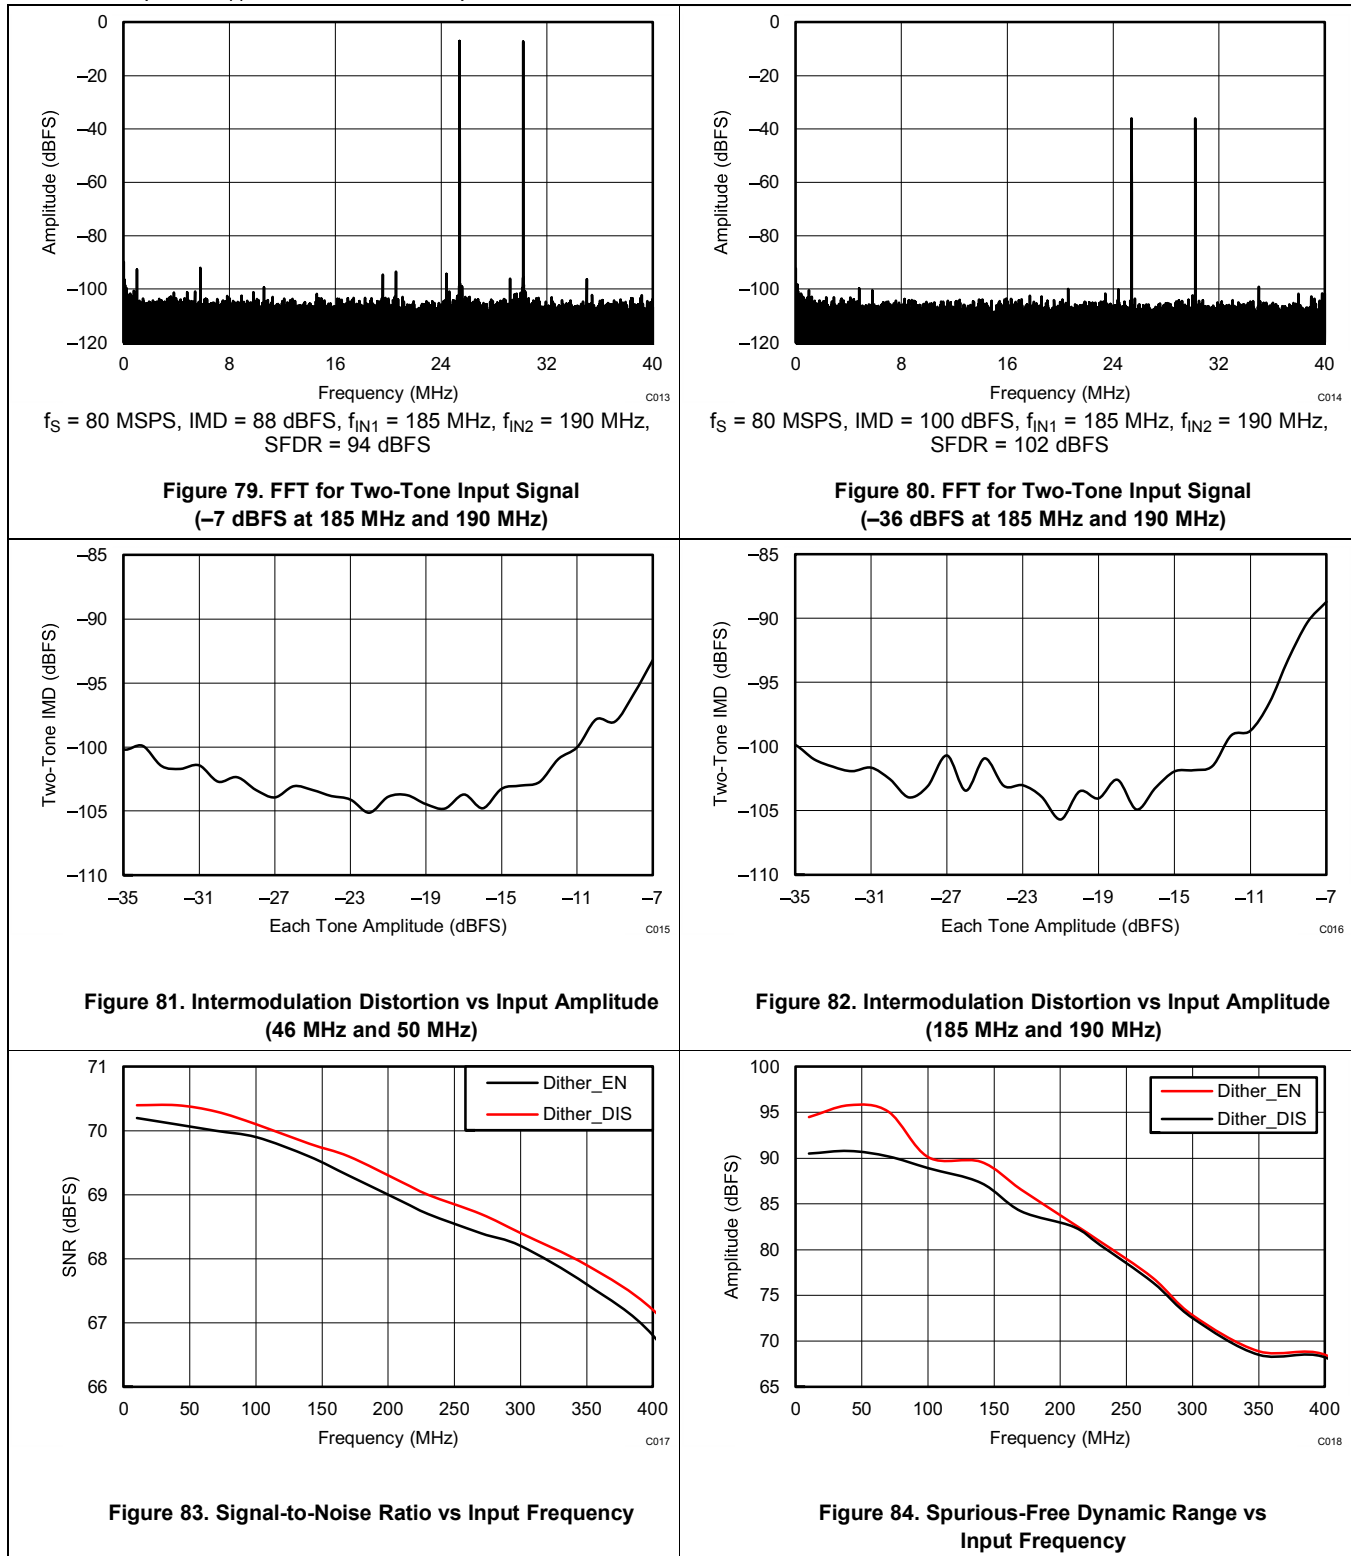 0
–20
–40
–60
–80
–100
–120
Amplitude (dBFS)
0 8 16 24 32 40
Frequency (MHz)
C013
fS = 80 MSPS, IMD = 88 dBFS, fIN1 = 185 MHz, fIN2 = 190 MHz,
SFDR = 94 dBFS
Figure 79. FFT for Two-Tone Input Signal
(–7 dBFS at 185 MHz and 190 MHz)
0
–20
–40
–60
–80
–100
–120
Amplitude (dBFS)
0 8 16 24 32 40
Frequency (MHz)
C014
fS = 80 MSPS, IMD = 100 dBFS, fIN1 = 185 MHz, fIN2 = 190 MHz,
SFDR = 102 dBFS
Figure 80. FFT for Two-Tone Input Signal
(–36 dBFS at 185 MHz and 190 MHz)
–85
–90
–95
–100
–105
–110
Two-Tone IMD (dBFS)
–35 –31 –27 –23 –19 –15 –11 –7
Each Tone Amplitude (dBFS)
C015
Figure 81. Intermodulation Distortion vs Input Amplitude
(46 MHz and 50 MHz)
–85
–90
–95
–100
–105
–110
Two-Tone IMD (dBFS)
–35 –31 –27 –23 –19 –15 –11 –7
Each Tone Amplitude (dBFS)
C016
Figure 82. Intermodulation Distortion vs Input Amplitude
(185 MHz and 190 MHz)
71
70
69
68
67
66
SNR (dBFS)
Dither_EN
Dither_DIS
0 50 100 150 200 250 300 350 400
Frequency (MHz)
C017
Figure 83. Signal-to-Noise Ratio vs Input Frequency
100
95
90
85
80
75
70
65
Amplitude (dBFS)
Dither_EN
Dither_DIS
0 50 100 150 200 250 300 350 400
Frequency (MHz)
C018
Figure 84. Spurious-Free Dynamic Range vs
Input Frequency